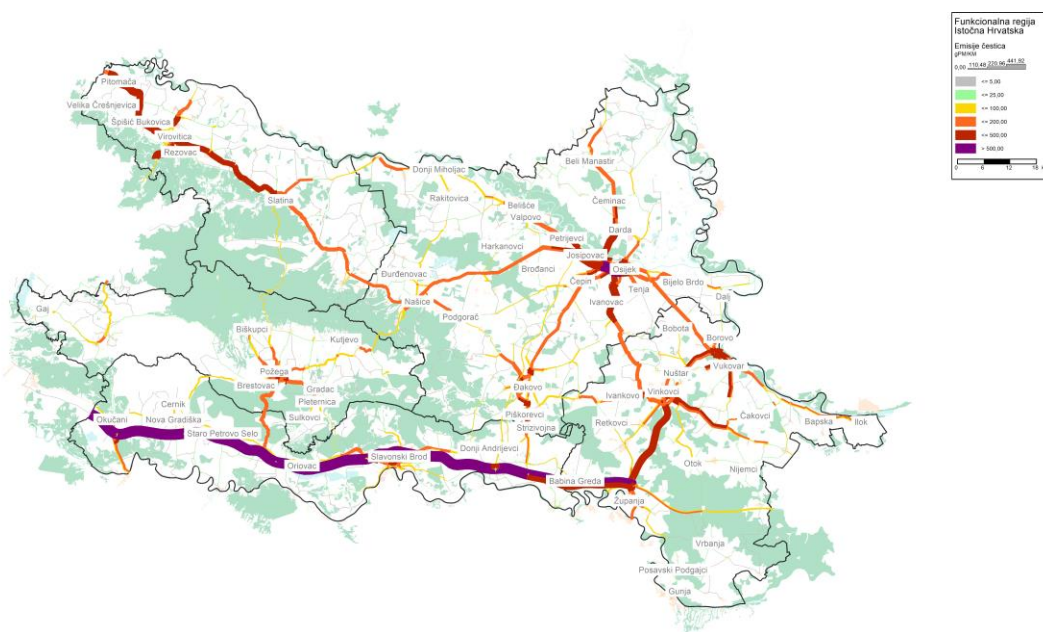 Funkcionalna regija
Istočna Hrvatska
Emisije čestica
gPM/KM
0,00 110,48 220,96 441,92
<= 5,00
<= 25,00
<= 100,00
<= 200,00
<= 500,00
> 500,00
0 6 12 18
Pitomača
Velika Črešnjevica
Špišić Bukovica
Virovitica
Rezovac
Slatina
Donji Miholjac
Rakitovica
Belišće
Valpovo
Beli Manastir
Čeminac
Darda
Petrijevci
Harkanovci
Josipovac
Osijek
Brođanci
Čepin
Tenja
Bijelo Brdo
Dalj
Đurđenovac
Našice
Podgorač
Ivanovac
Bobota
Borovo
Gaj
Biškupci
Kutjevo
Požega
Brestovac
Gradac
Pleternica
Sulkovci
Nuštar
Vukovar
Đakovo
Ivankovo
Vinkovci
Piškorevci
Retkovci
Strizivojna
Čakovci
Bapska
Ilok
Cernik
Okučani
Nova Gradiška
Staro Petrovo Selo
Oriovac
Slavonski Brod
Donji Andrijevci
Babina Greda
Otok
Nijemci
Županja
Vrbanja
Posavski Podgajci
Gunja